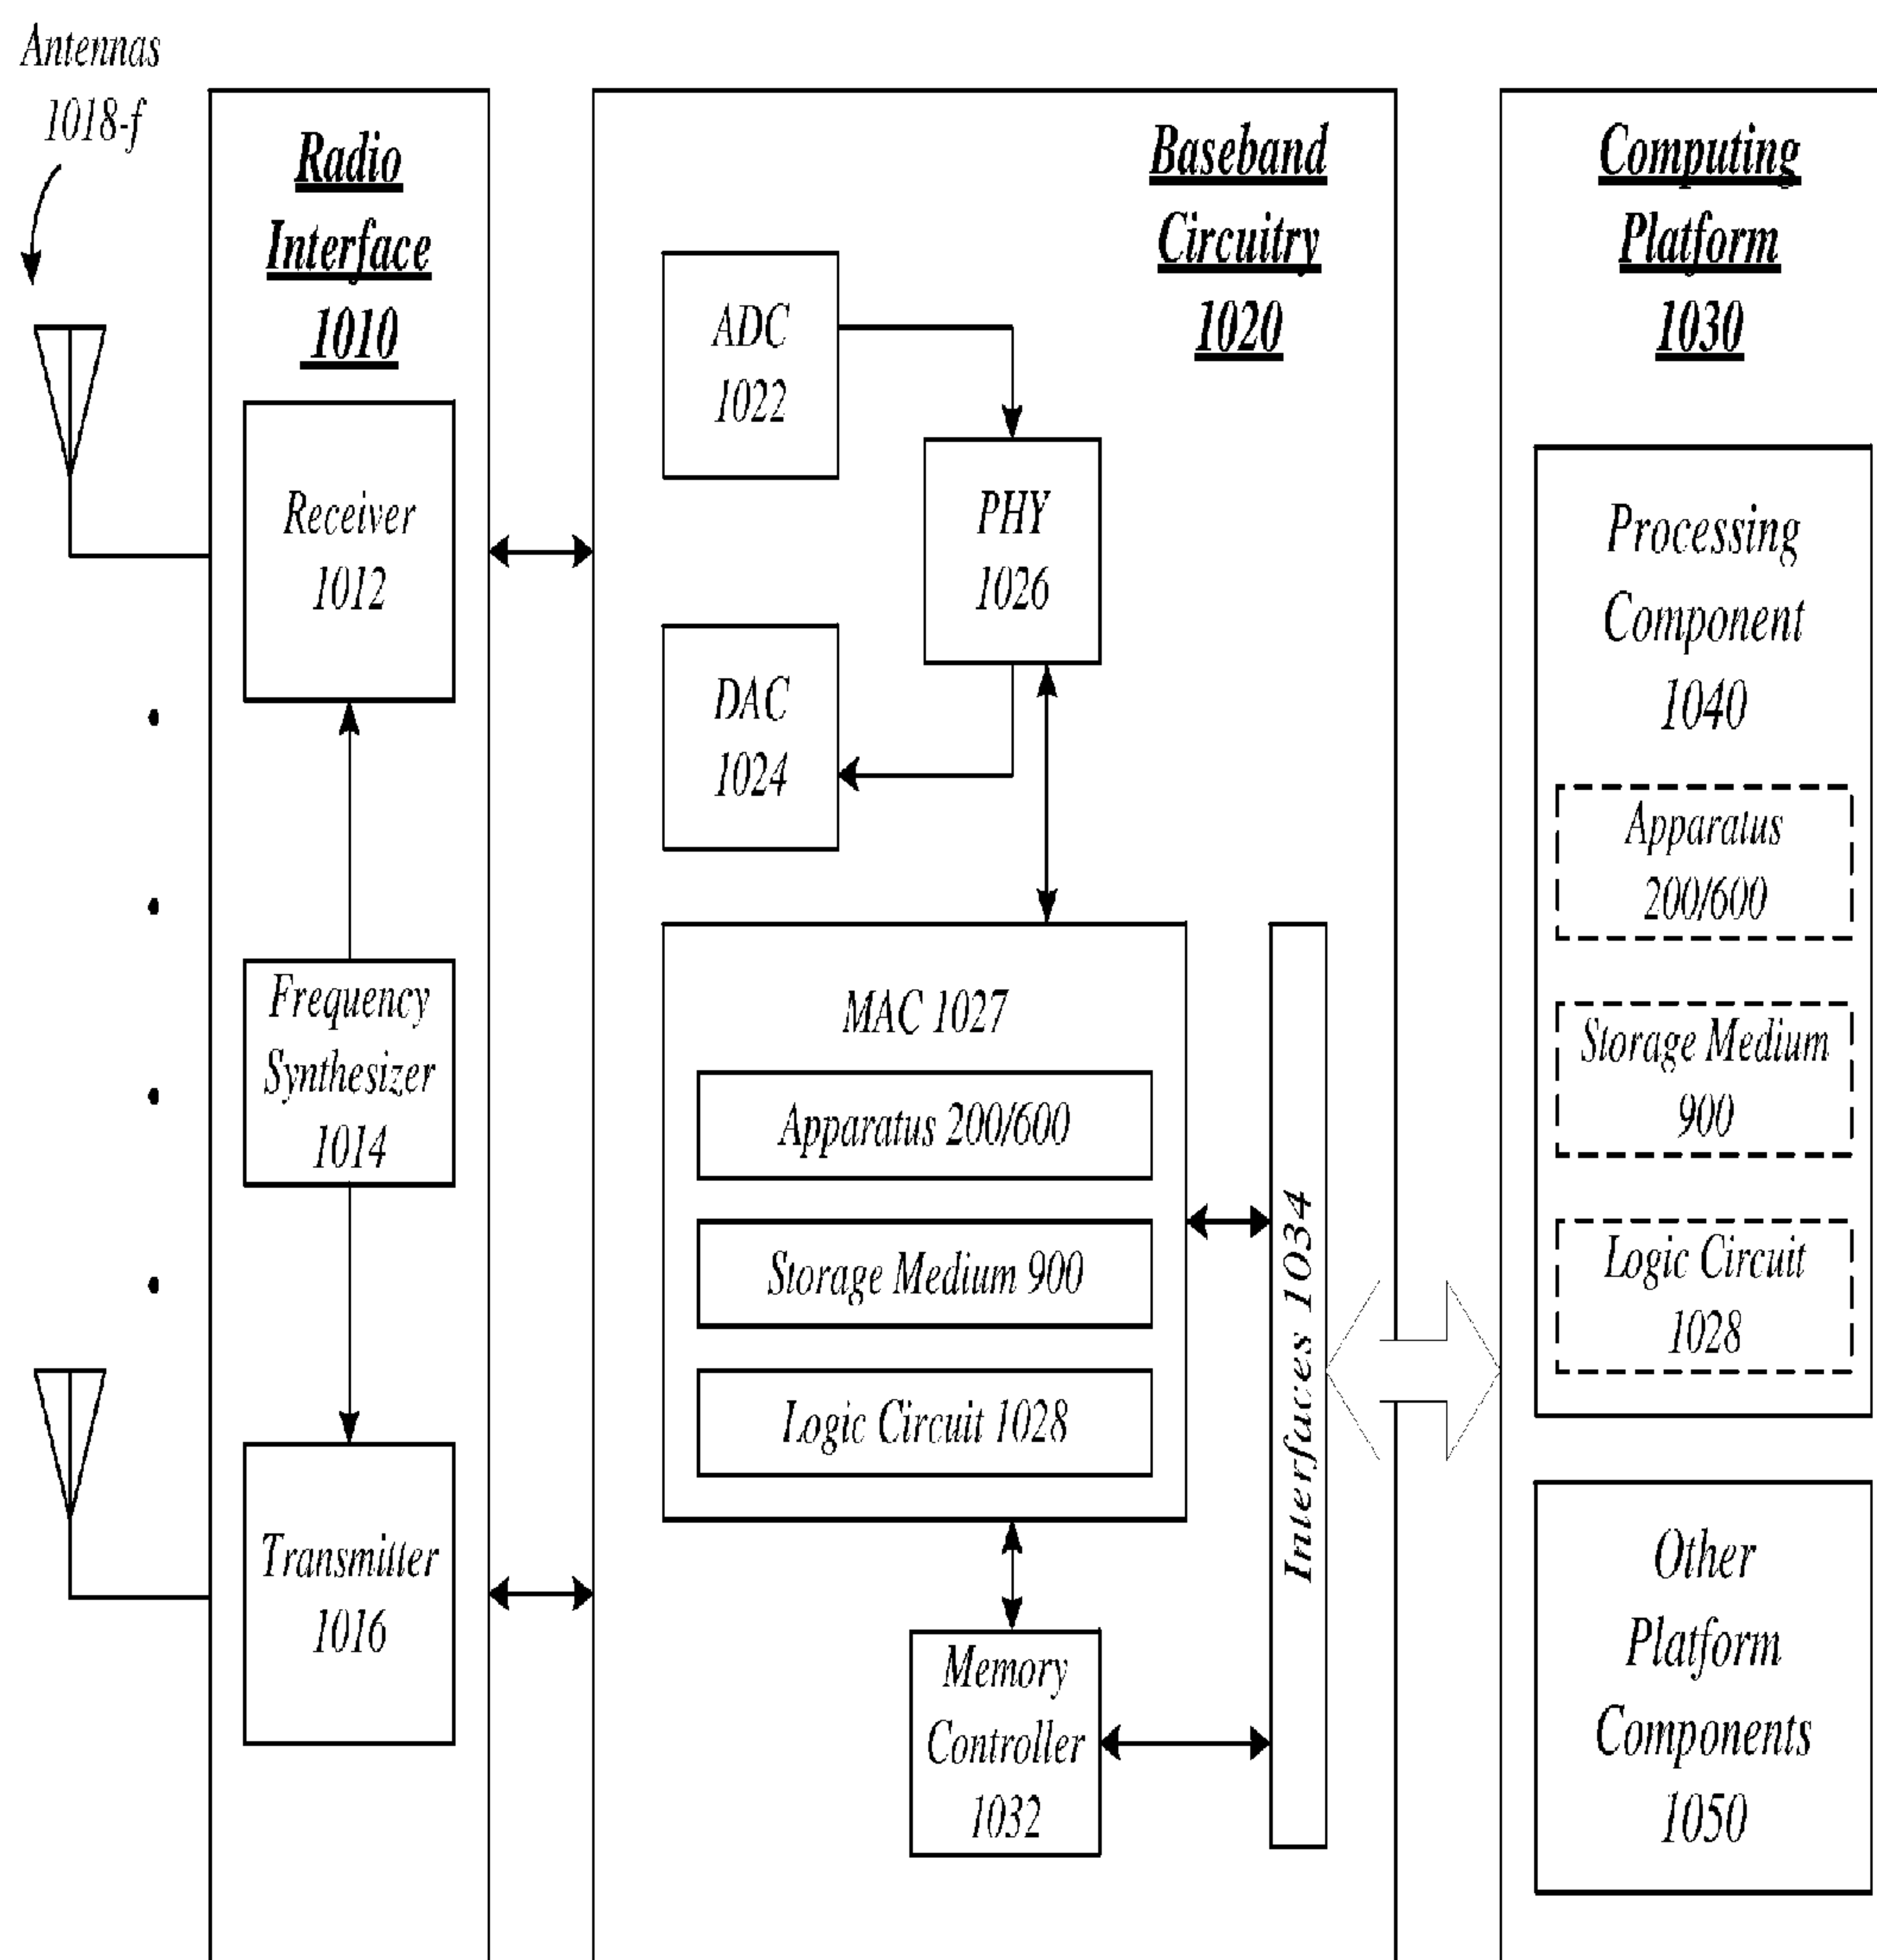 Antennas
1018-f
Radio
Interface
1010
Receiver
1012
Frequency
Synthesizer
1014
Transmitter
1016
Baseband
Circuitry
1020
ADC
1022
PHY
1026
DAC
1024
MAC 1027
Apparatus 200/600
Storage Medium 900
Logic Circuit 1028
Memory
Controller
1032
Interfaces 1034
Computing
Platform
1030
Processing
Component
1040
Apparatus
200/600
Storage Medium
900
Logic Circuit
1028
Other
Platform
Components
1050